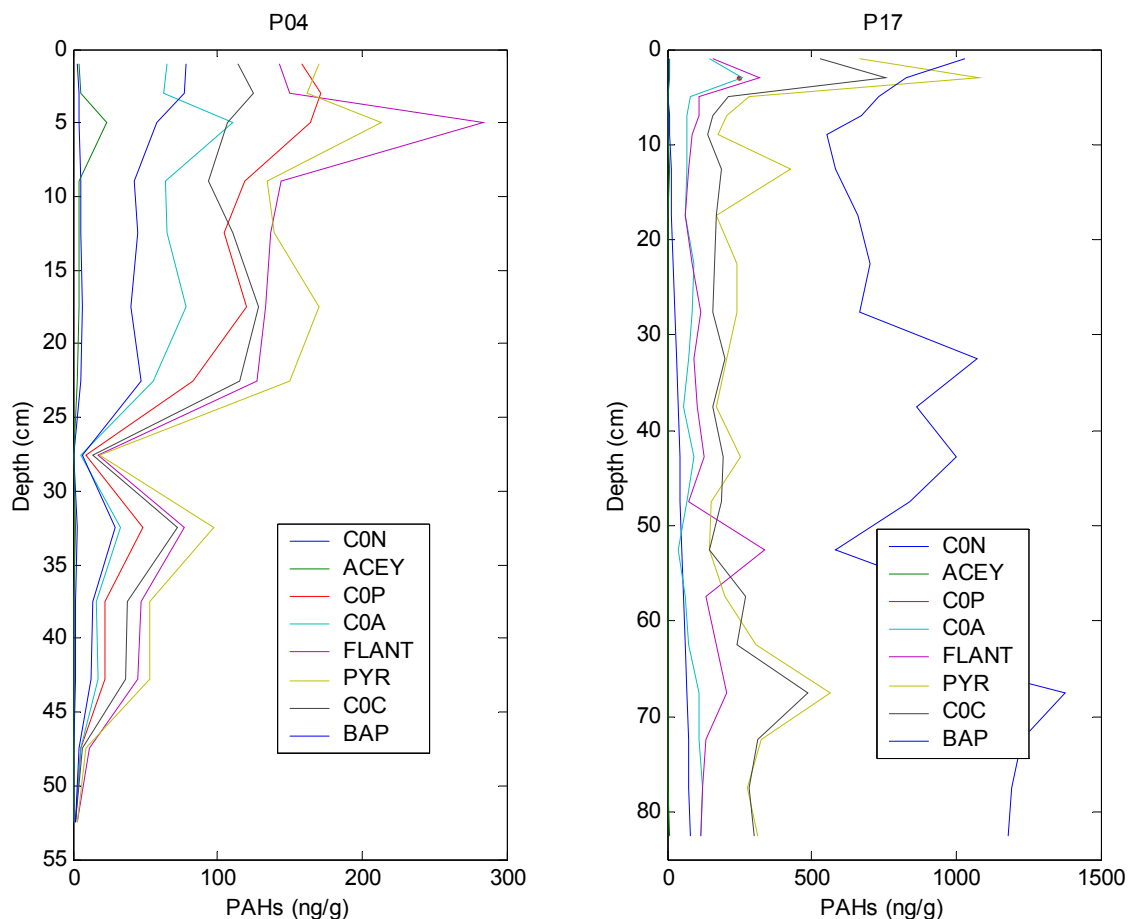 P04
0
5
10
15
20
25
30
35
40
45
50
55
Depth (cm)
C0N
ACEY
C0P
C0A
FLANT
PYR
C0C
BAP
0
100
200
300
PAHs (ng/g)
P17
0
10
20
30
40
50
60
70
80
Depth (cm)
C0N
ACEY
C0P
C0A
FLANT
PYR
C0C
BAP
0
500
1000
1500
PAHs (ng/g)